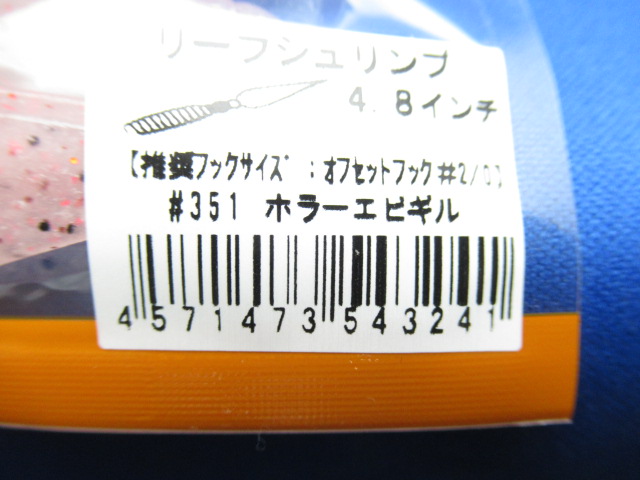 リーフシュリンプ
4.8インチ
【推奨フックサイズ：オフセットフック#2/0】
#351 ホラーエビギル
4571473543241